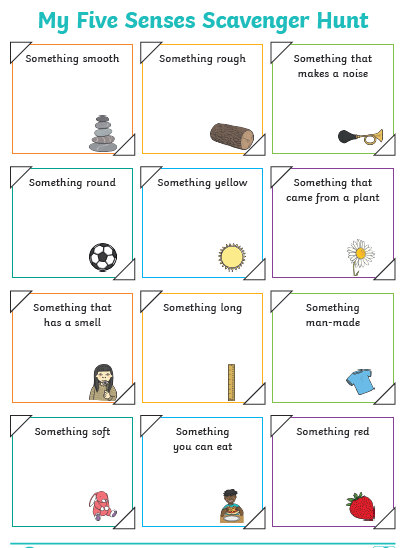 My Five Senses Scavenger Hunt
Something smooth
Something rough
Something that
makes a noise
Something round
Something yellow
Something that
came from a plant
Something that
has a smell
Something long
Something
man-made
Something soft
Something
you can eat
Something red